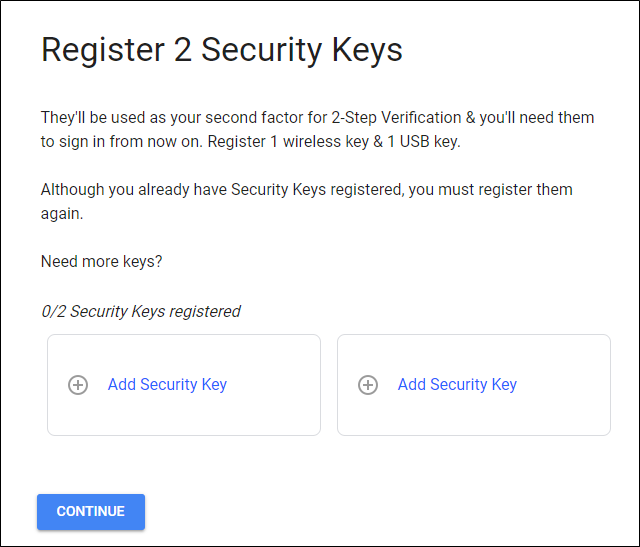 Register 2 Security Keys
They'll be used as your second factor for 2-Step Verification & you'll need them
to sign in from now on. Register 1 wireless key & 1 USB key.
Although you already have Security Keys registered, you must register them
again.
Need more keys?
0/2 Security Keys registered
Add Security Key
Add Security Key
CONTINUE